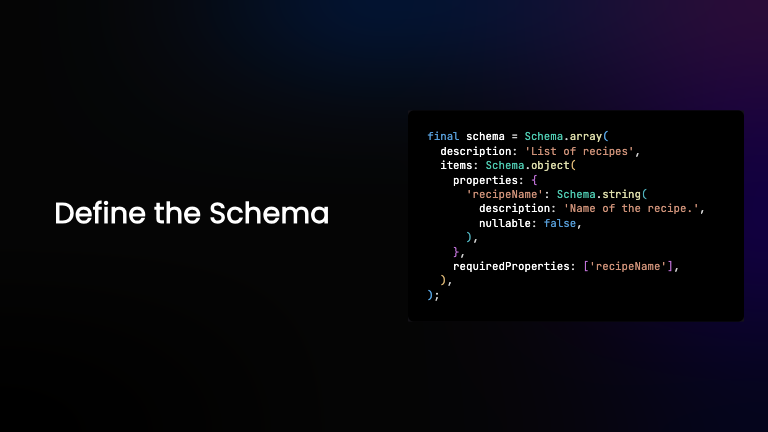 Define the Schema
final schema = Schema.array(
  description: 'List of recipes',
  items: Schema.object(
    properties: {
      'recipeName': Schema.string(
        description: 'Name of the recipe.',
        nullable: false,
      ),
    },
    requiredProperties: ['recipeName'],
  ),
);